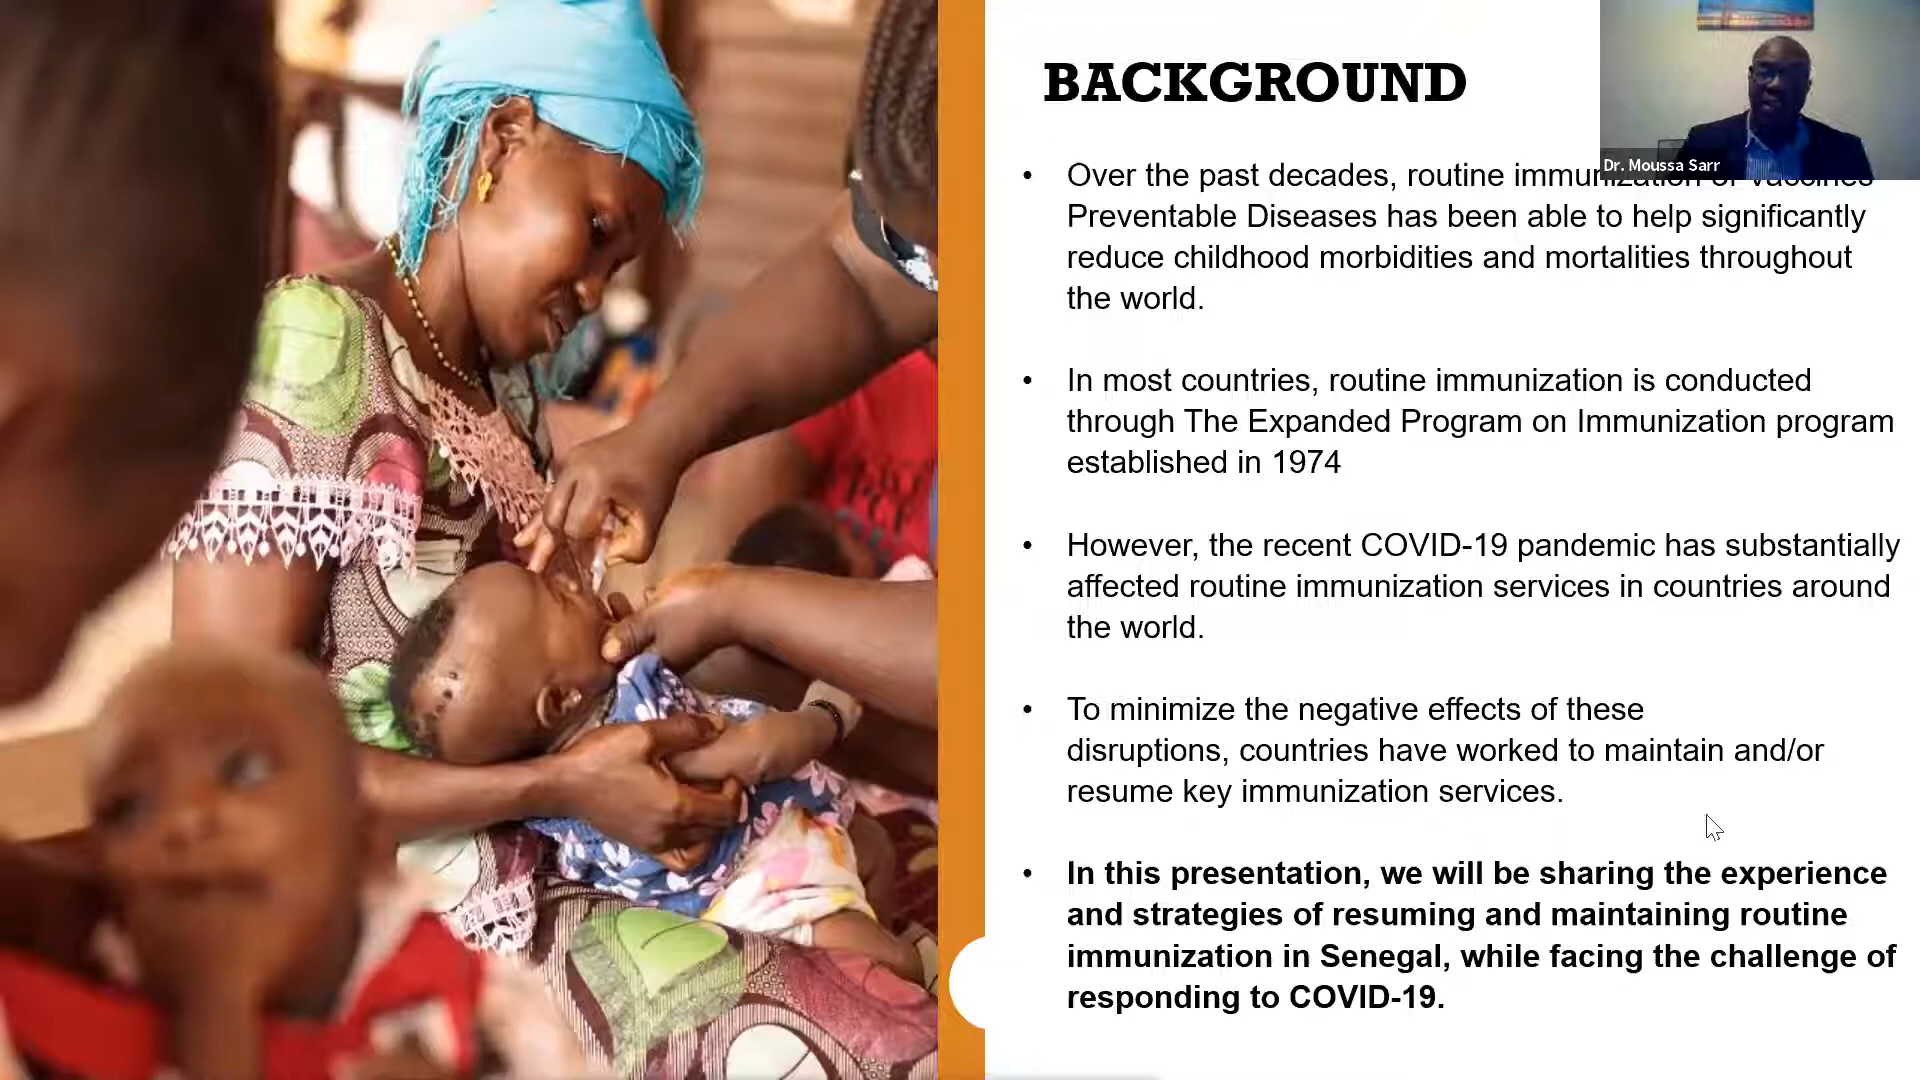 BACKGROUND
Dr. Moussa Sarr
• Over the past decades, routine immunization of Vaccines
Preventable Diseases has been able to help significantly
reduce childhood morbidities and mortalities throughout
the world.
• In most countries, routine immunization is conducted
through The Expanded Program on Immunization program
established in 1974
• However, the recent COVID-19 pandemic has substantially
affected routine immunization services in countries around
the world.
• To minimize the negative effects of these
disruptions, countries have worked to maintain and/or
resume key immunization services.
• In this presentation, we will be sharing the experience
and strategies of resuming and maintaining routine
immunization in Senegal, while facing the challenge of
responding to COVID-19.